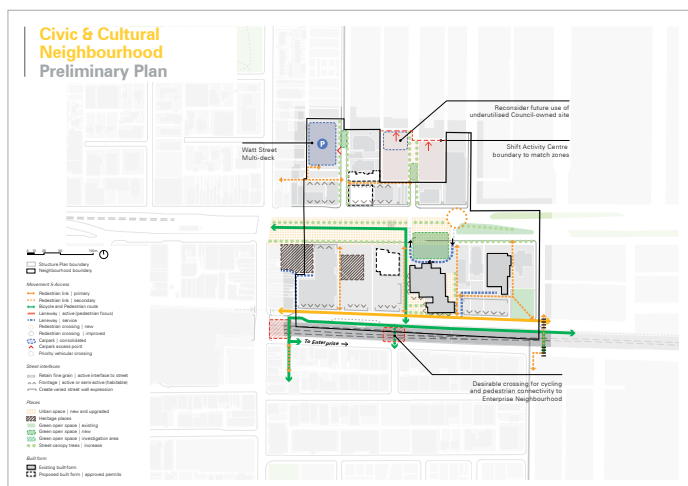 Civic & Cultural
Neighbourhood
Preliminary Plan
Reconsider future use of
underutilised Council-owned site
Watt Street
Multi-deck
P
Shift Activity Centre
boundary to match zones
Structure Plan boundary
Neighbourhood boundary
Movement & Access
Pedestrian link | primary
Pedestrian link | secondary
Bicycle and Pedestrian route
Laneway | active (pedestrian focus)
Laneway | service
Pedestrian crossing | new
Pedestrian crossing | improved
Carpark | consolidated
Carpark access point
Priority vehicular crossing
Street interfaces
Retain fine grain | active interface to street
Frontage | active or semi-active (habitable)
Create varied street wall expression
Places
Urban space | new and upgraded
Heritage places
Green open space | existing
Green open space | new
Green open space | investigation area
Street canopy trees | increase
Built form
Existing built-form
Proposed built form | approved permits
To Enterprise
Desirable crossing for cycling
and pedestrian connectivity to
Enterprise Neighbourhood